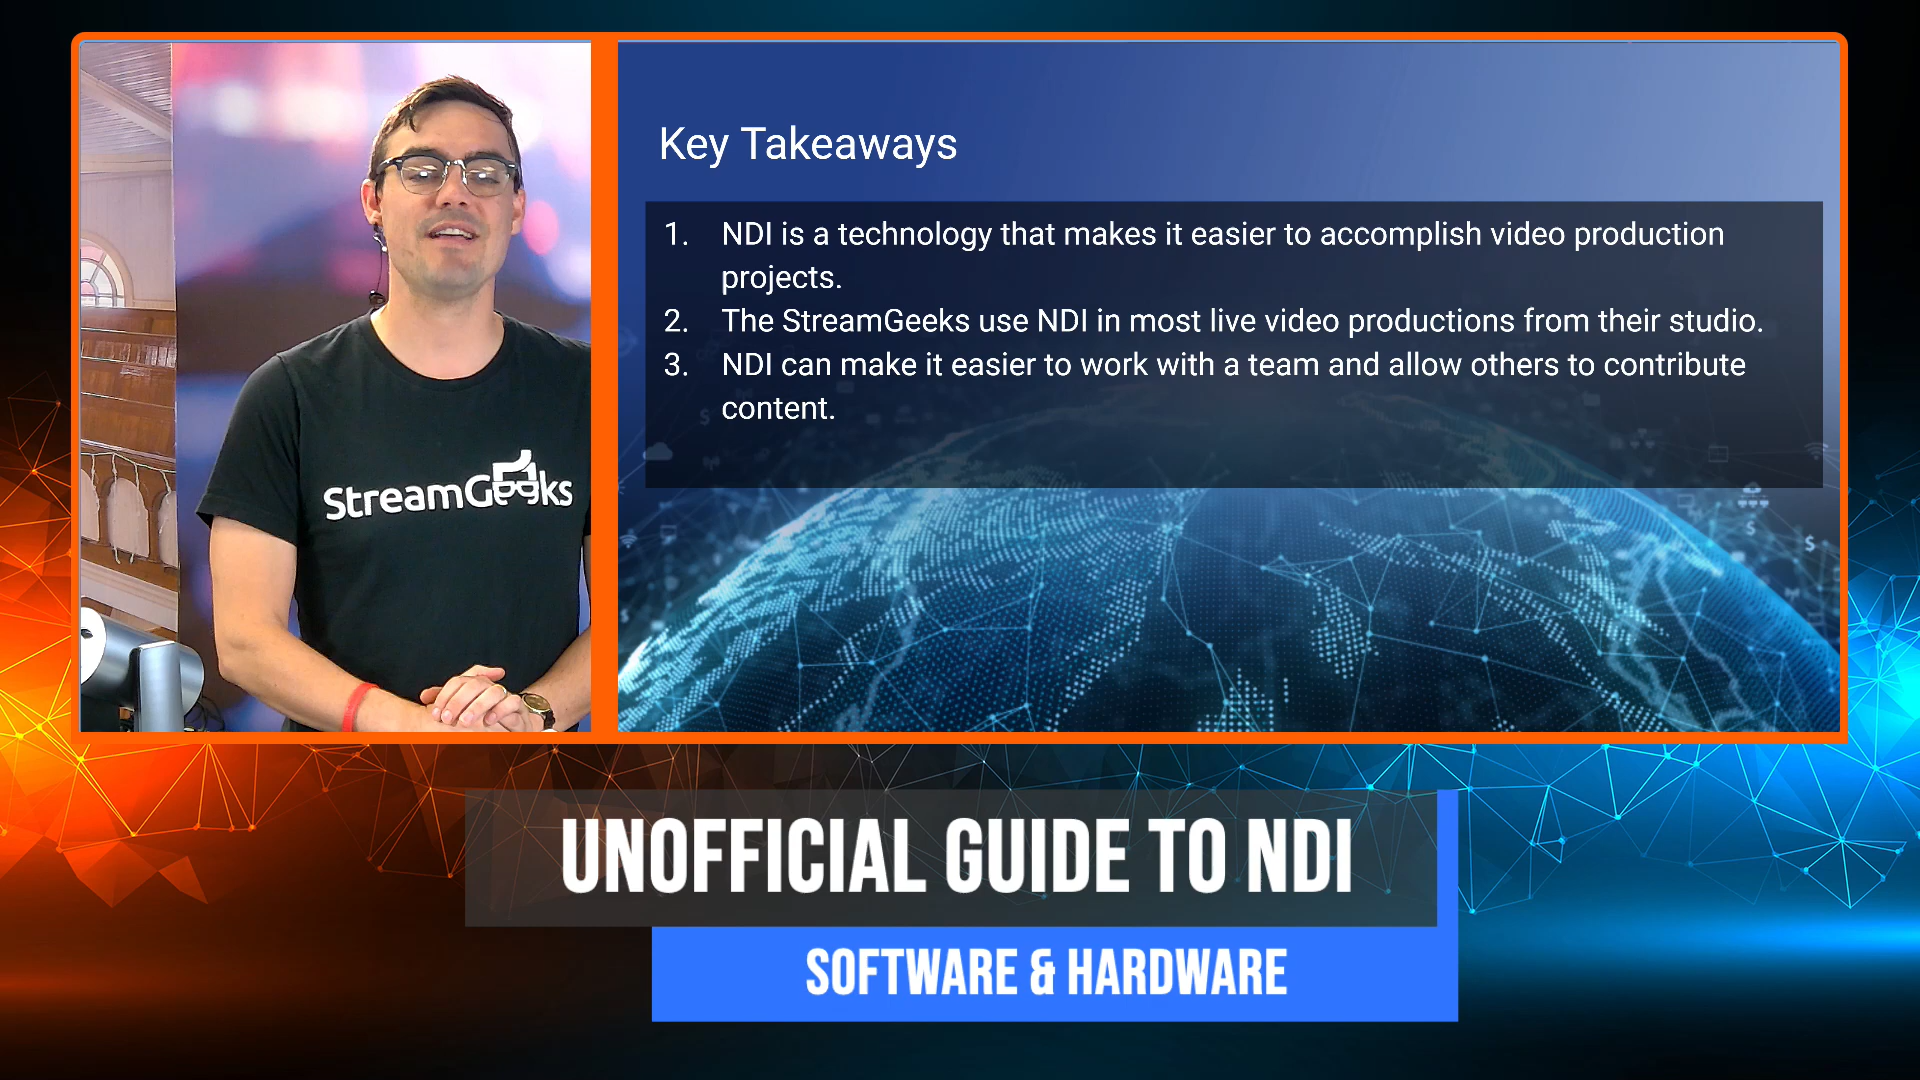 StreamGeeks
Key Takeaways
1. NDI is a technology that makes it easier to accomplish video production
projects.
2. The StreamGeeks use NDI in most live video productions from their studio.
3. NDI can make it easier to work with a team and allow others to contribute
content.
UNOFFICIAL GUIDE TO NDI
SOFTWARE & HARDWARE